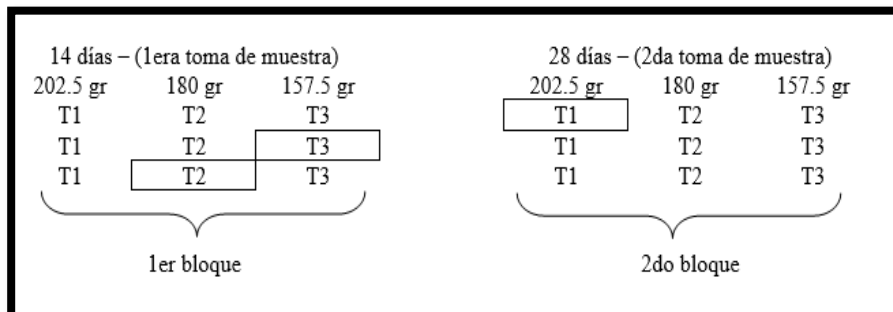 14 días – (1era toma de muestra)
202.5 gr 180 gr 157.5 gr
T1 T2 T3
T1 T2 T3
T1 T2 T3
1er bloque
28 días – (2da toma de muestra)
202.5 gr 180 gr 157.5 gr
T1 T2 T3
T1 T2 T3
T1 T2 T3
2do bloque